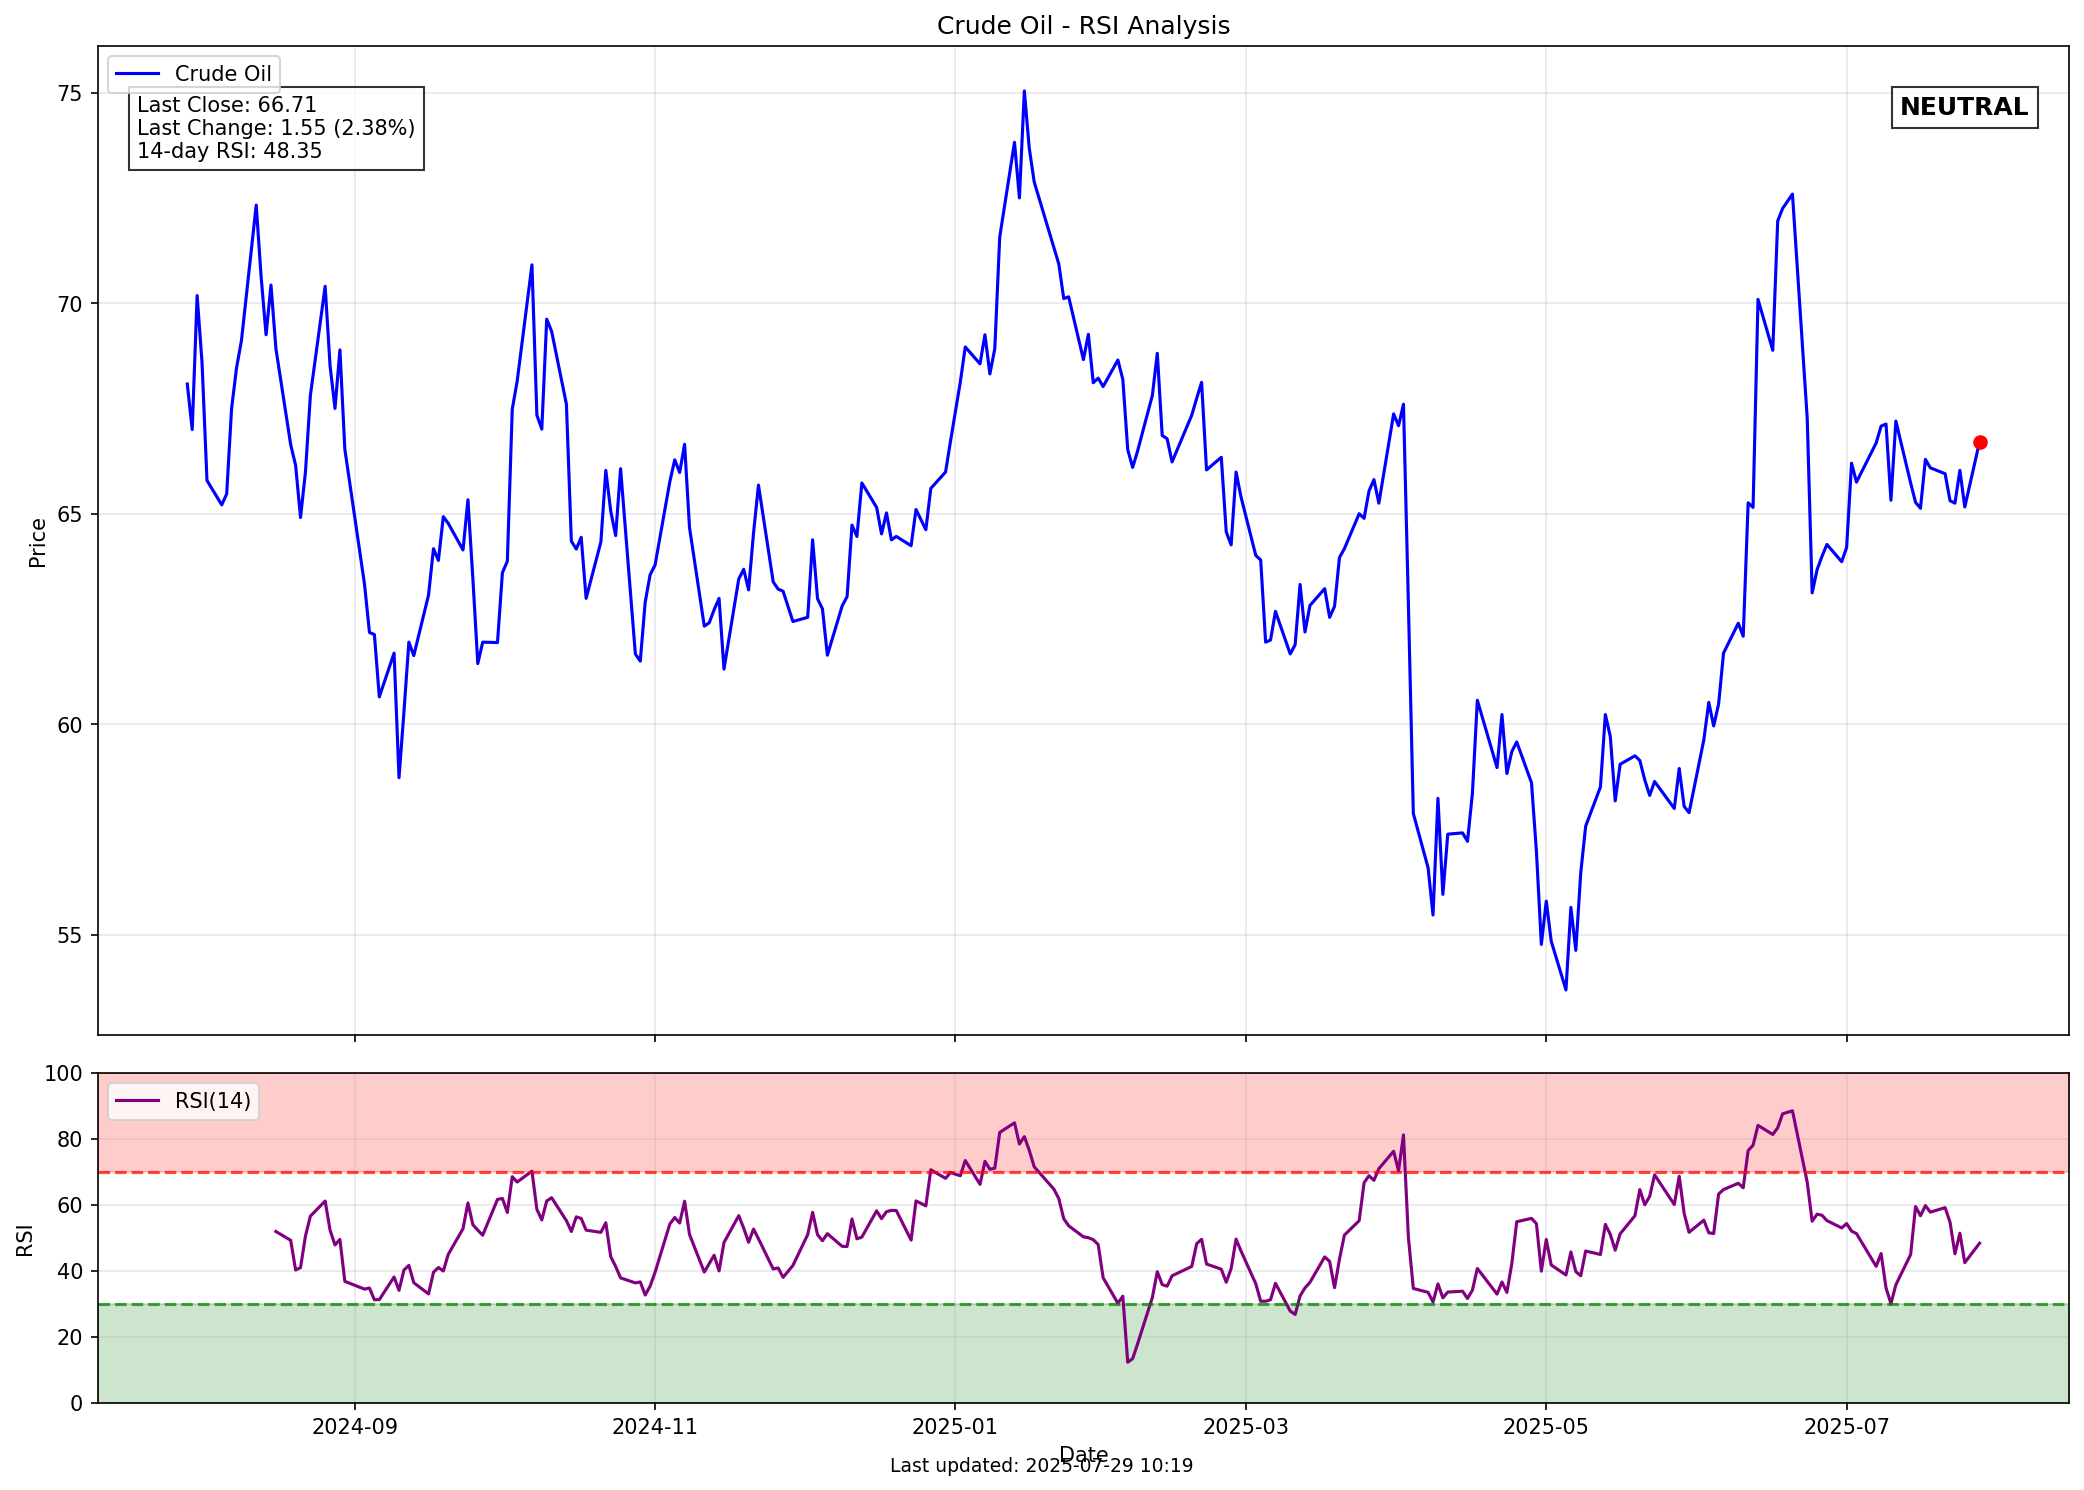 Crude Oil - RSI Analysis
Crude Oil
Last Close: 66.71
Last Change: 1.55 (2.38%)
14-day RSI: 48.35
NEUTRAL
75
70
65
60
55
Price
RSI(14)
100
80
60
40
20
0
RSI
2024-09
2024-11
2025-01
2025-03
2025-05
2025-07
Date
Last updated: 2025-07-29 10:19